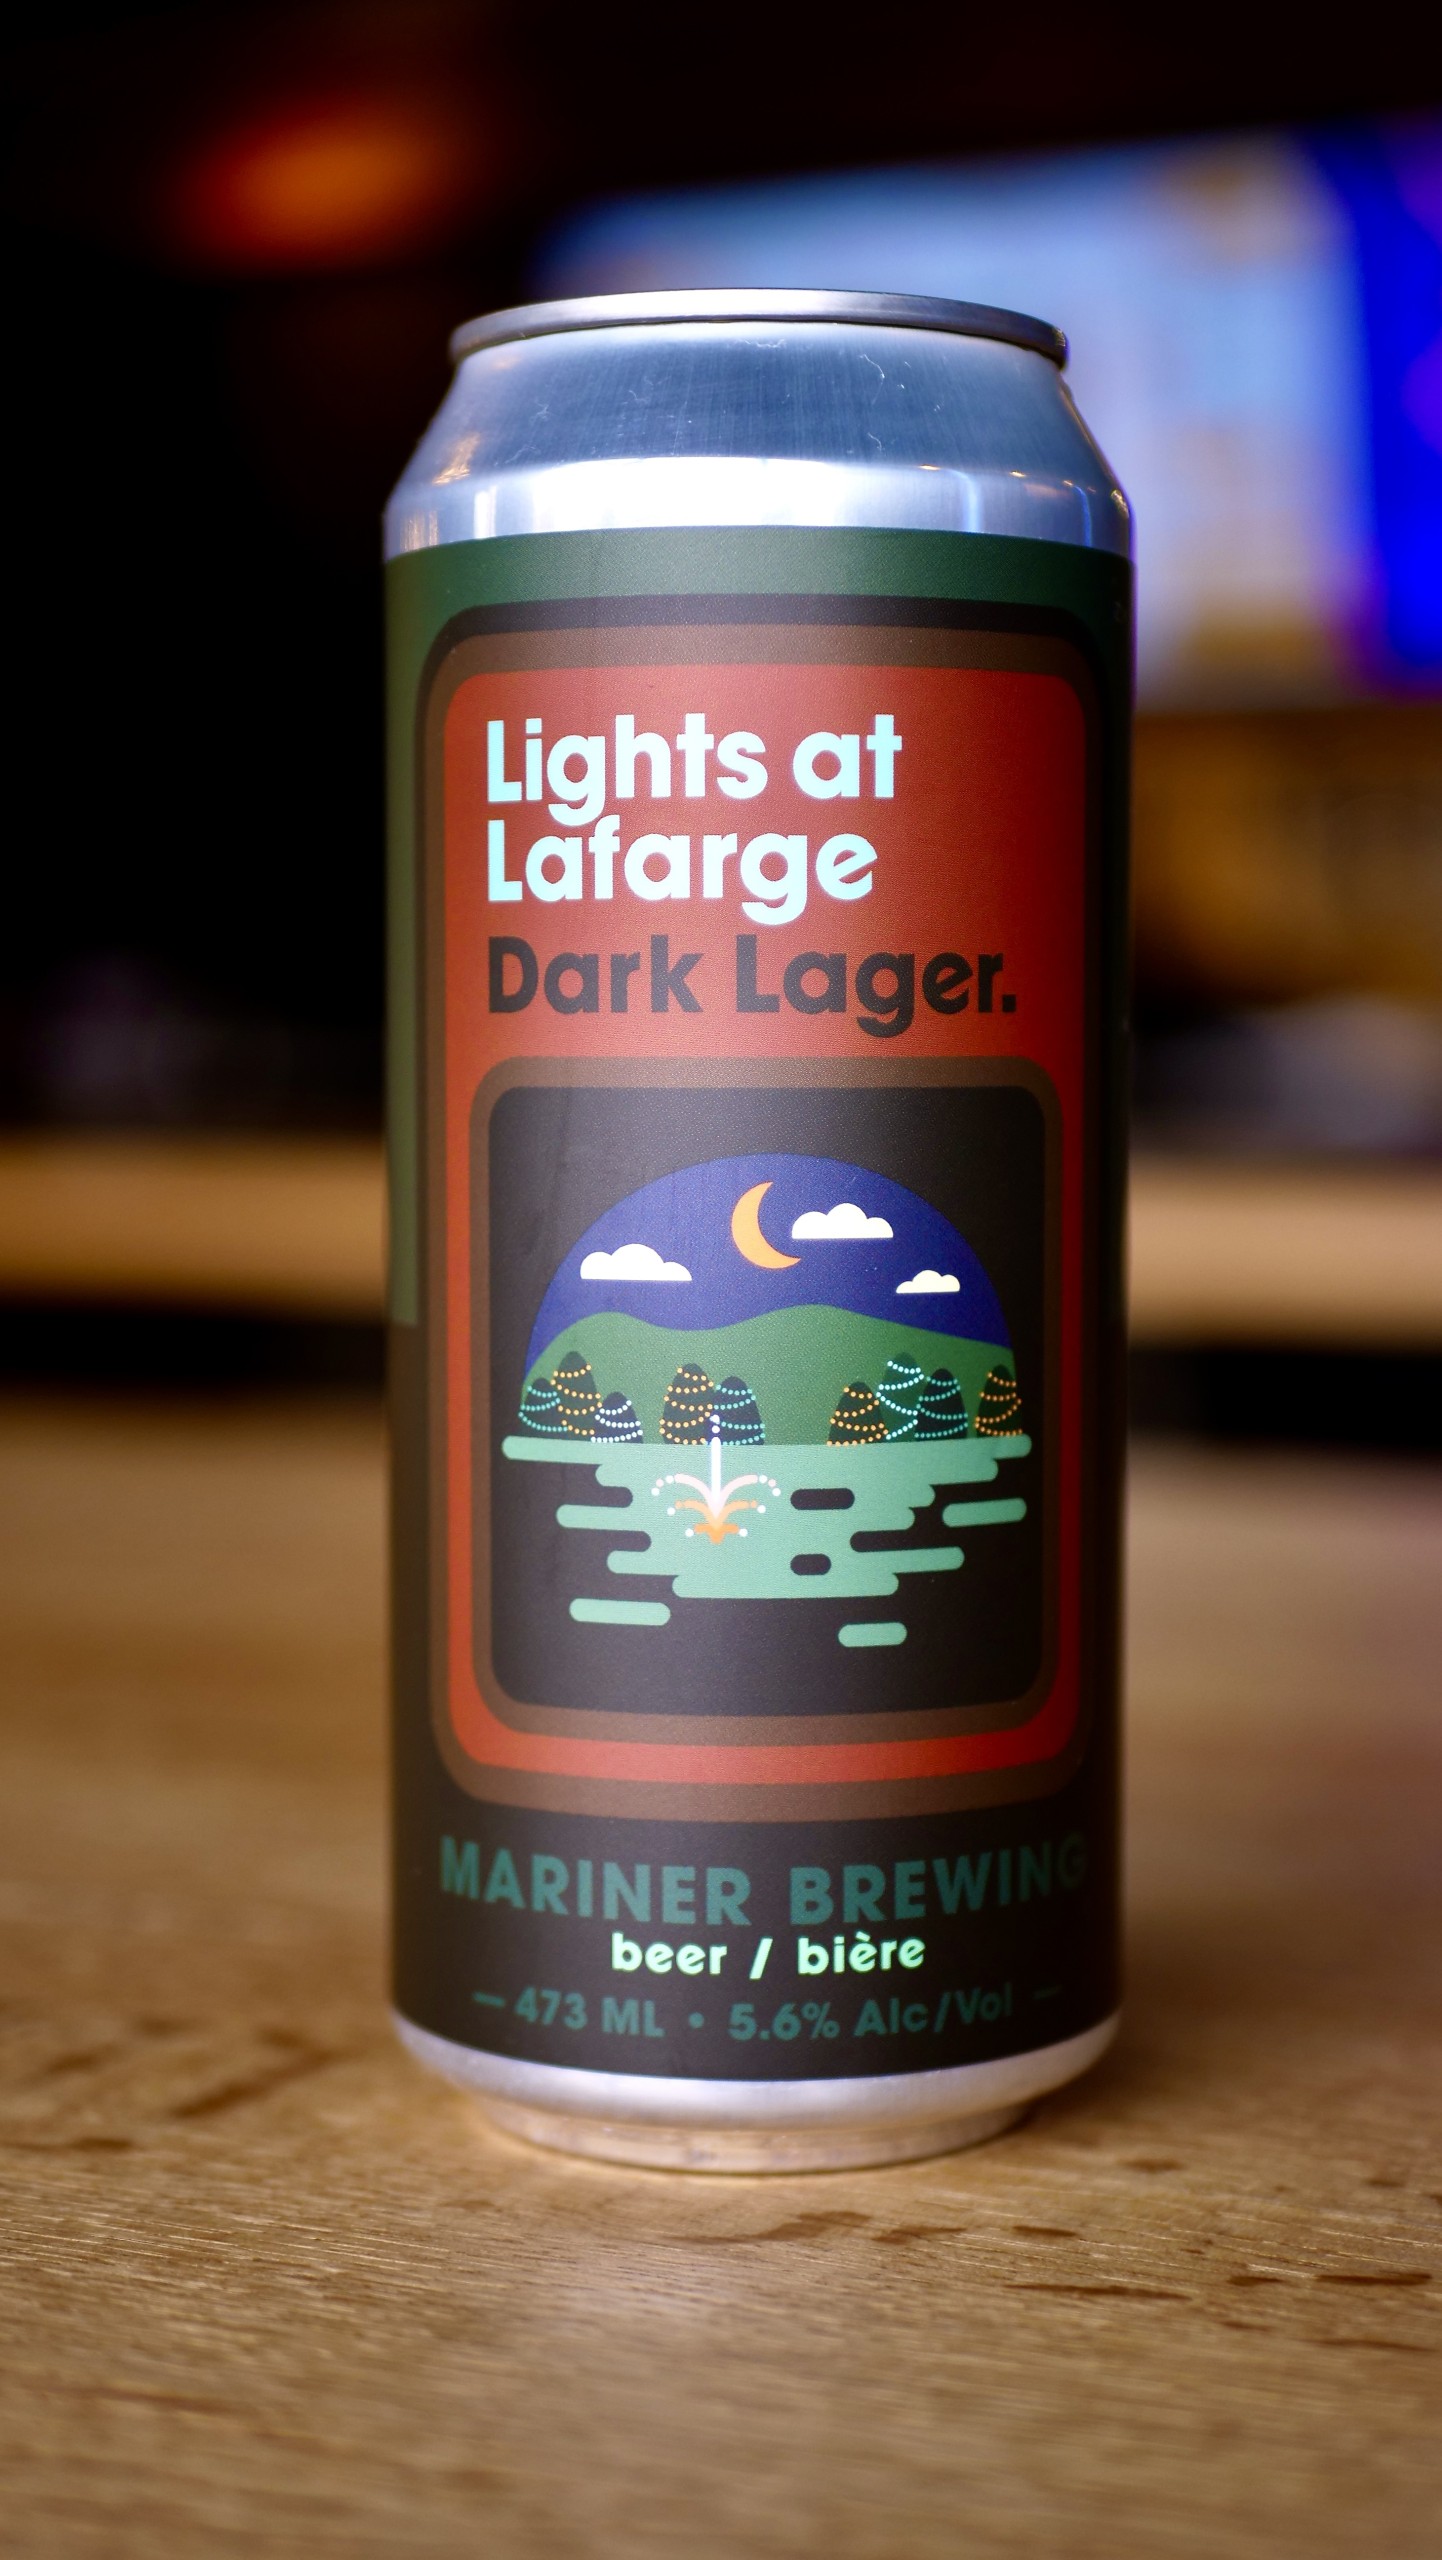 Lights at
Lafarge
Dark Lager.
MARINER BREWING
beer / bière
— 473 ML • 5.6% Alc/Vol —